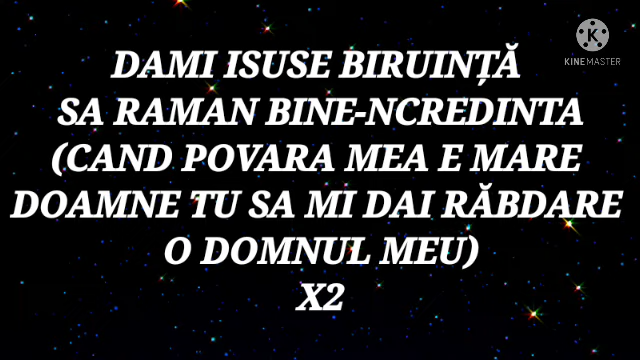 K
KINEMASTER
DAMI ISUSE BIRUINȚĂ
SA RAMAN BINE-NCREDINTA
(CAND POVARA MEA E MARE
DOAMNE TU SA MI DAI RĂBDARE
O DOMNUL MEU)
X2